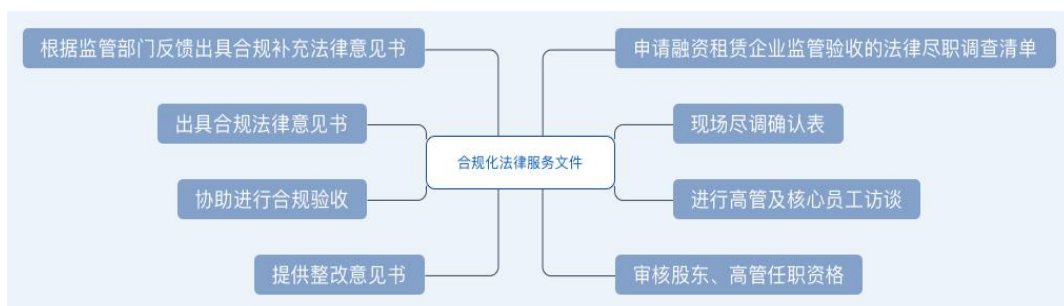 根据监管部门反馈出具合规补充法律意见书
申请融资租赁企业监管验收的法律尽职调查清单
出具合规法律意见书
现场尽调确认表
合规化法律服务文件
协助进行合规验收
进行高管及核心员工访谈
提供整改意见书
审核股东、高管任职资格